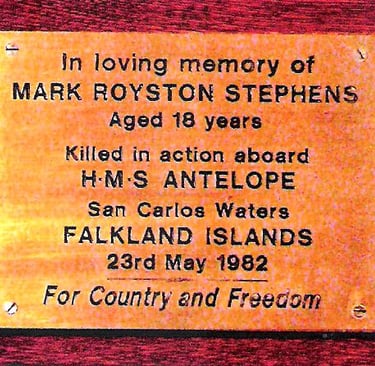 In loving memory of
MARK ROYSTON STEPHENS
Aged 18 years
Killed in action aboard
H·M·S ANTELOPE
San Carlos Waters
FALKLAND ISLANDS
23rd May 1982
For Country and Freedom